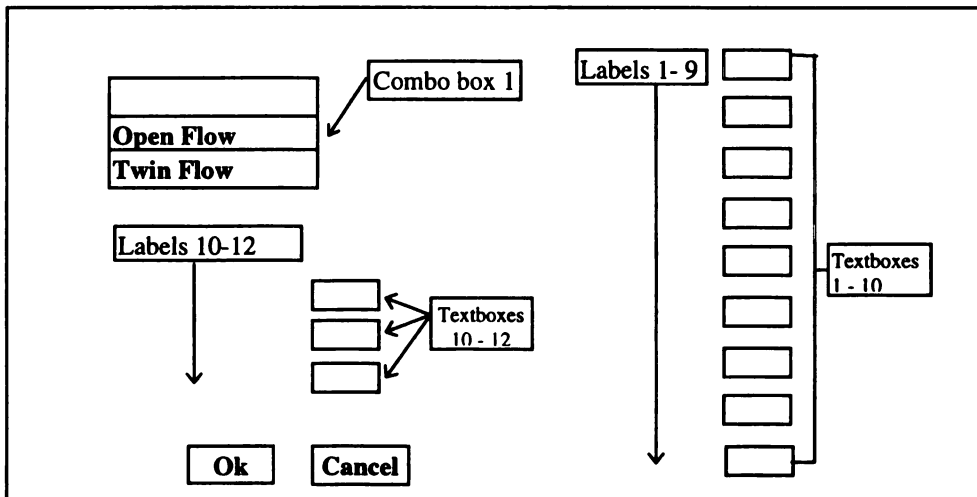 Combo box 1
Open Flow
Twin Flow
Labels 10-12
Textboxes
10 - 12
Ok
Cancel
Labels 1- 9
Textboxes
1 - 10